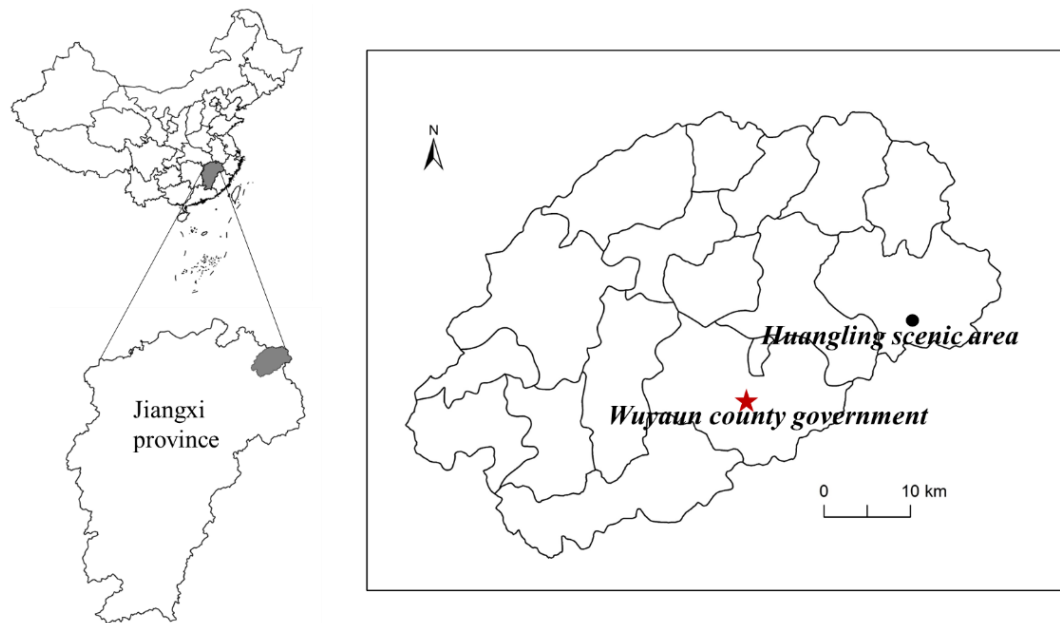 N
Huangling scenic area
Wuyaun county government
Jiangxi
province
0 10 km